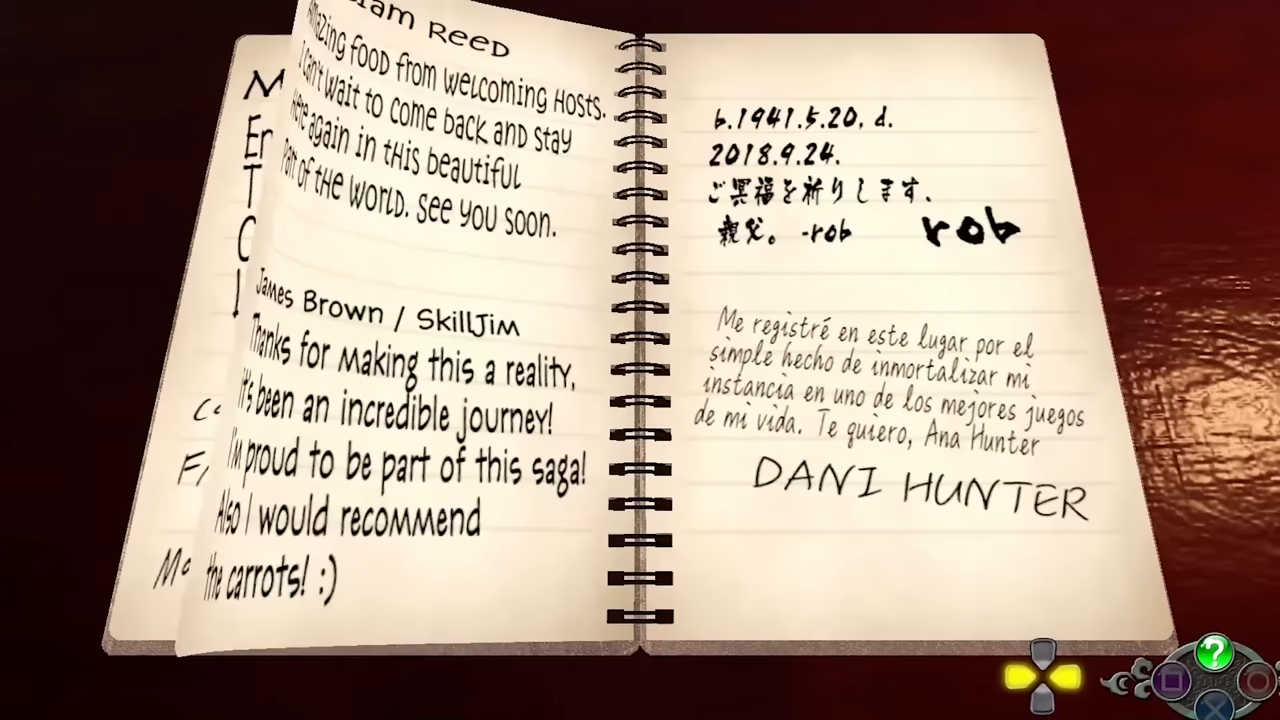 Reed
Amazing food from welcoming Hosts.
I can't wait to come back and stay
Here again in this beautiful
part of the world. See you soon.
James Brown / SkillJim
Thanks for making this a reality,
it's been an incredible journey!
I'm proud to be part of this saga!
Also I would recommend
the carrots! :)
b.1941.5.20. d.
2018.9.24.
ご冥福を祈りします.
親父。 -rob rob
Me registré en este lugar por el
simple hecho de inmortalizar mi
instancia en uno de los mejores juegos
de mi vida. Te quiero, Ana Hunter
DANI HUNTER
?